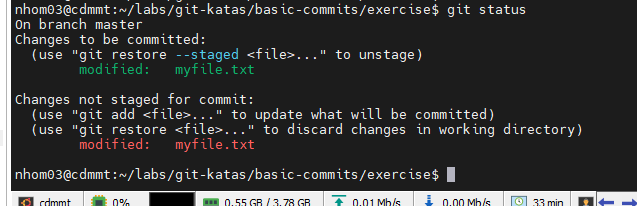 nhom03@cdmmt:~/labs/git-katas/basic-commits/exercise$ git status
On branch master
Changes to be committed:
  (use "git restore --staged <file>..." to unstage)
        modified:   myfile.txt

Changes not staged for commit:
  (use "git add <file>..." to update what will be committed)
  (use "git restore <file>..." to discard changes in working directory)
        modified:   myfile.txt

nhom03@cdmmt:~/labs/git-katas/basic-commits/exercise$
cdmmt 0% 0.55 GB / 3.78 GB 0.01 Mb/s 0.00 Mb/s 33 min